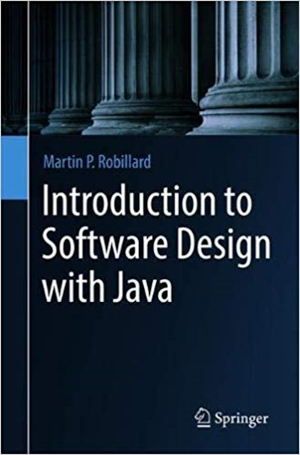 Martin P. Robillard
Introduction to
Software Design
with Java
Springer